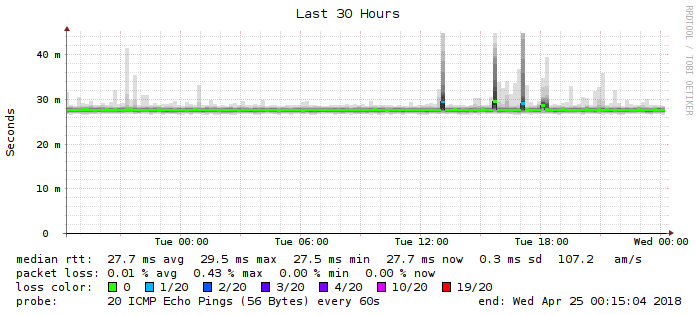 Last 30 Hours
RRDTOOL / TOBI OETIKER
Seconds
40 m
30 m
20 m
10 m
0
Tue 00:00 Tue 06:00 Tue 12:00 Tue 18:00 Wed 00:00
median rtt: 27.7 ms avg 29.5 ms max 27.5 ms min 27.7 ms now 0.3 ms sd 107.2 am/s
packet loss: 0.01 % avg 0.43 % max 0.00 % min 0.00 % now
loss color: 0 1/20 2/20 3/20 4/20 10/20 19/20
probe: 20 ICMP Echo Pings (56 Bytes) every 60s end: Wed Apr 25 00:15:04 2018